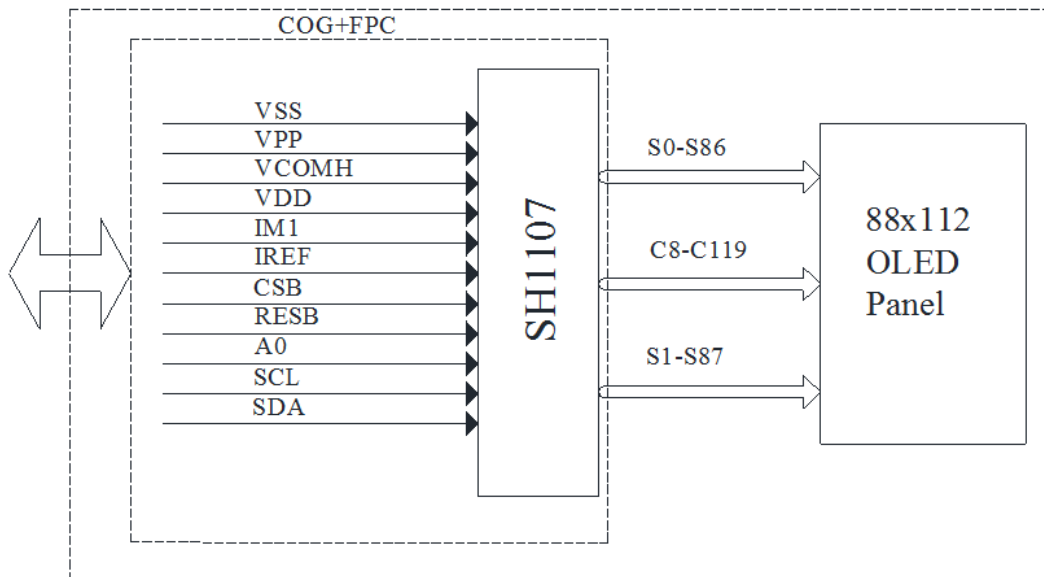 COG+FPC
VSS
VPP
VCOMH
VDD
IM1
IREF
CSB
RESB
A0
SCL
SDA
SH1107
S0-S86
C8-C119
S1-S87
88x112
OLED
Panel